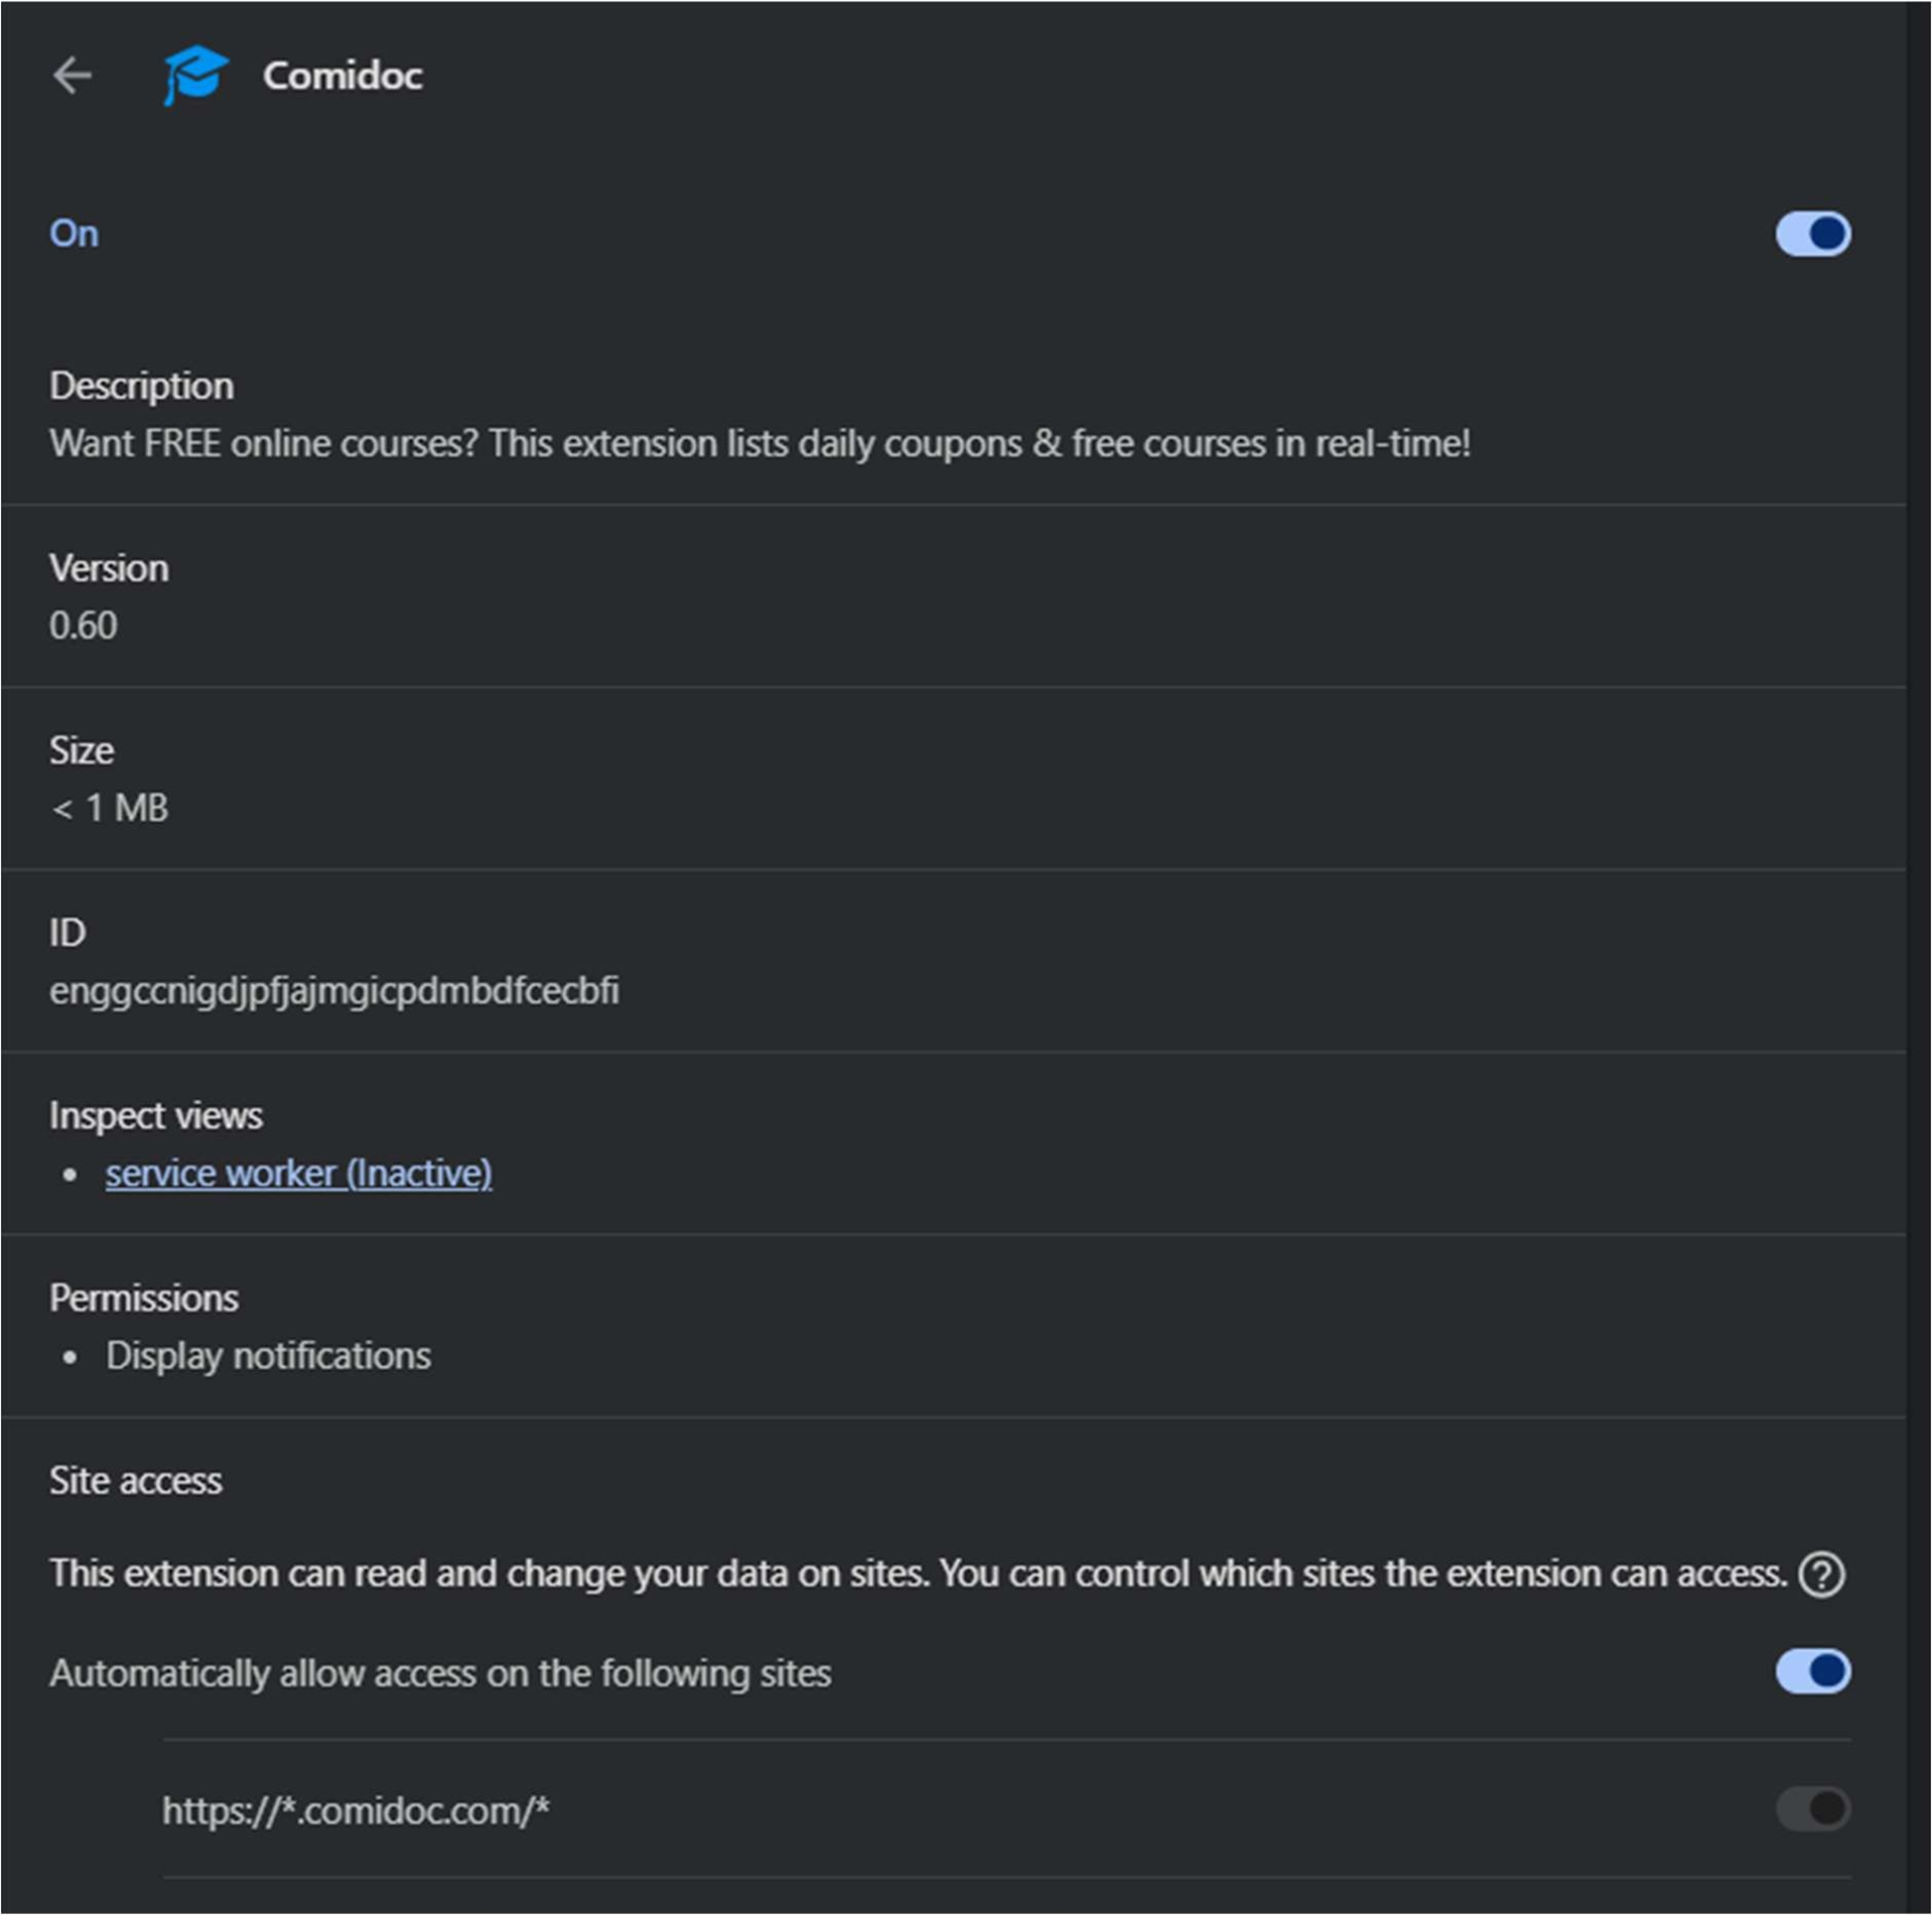 Comidoc
On
Description
Want FREE online courses? This extension lists daily coupons & free courses in real-time!
Version
0.60
Size
< 1 MB
ID
enggccnigdjpfjajmgicpdmbdfcecbfi
Inspect views
• service worker (Inactive)
Permissions
• Display notifications
Site access
This extension can read and change your data on sites. You can control which sites the extension can access. ?
Automatically allow access on the following sites
https://*.comidoc.com/*